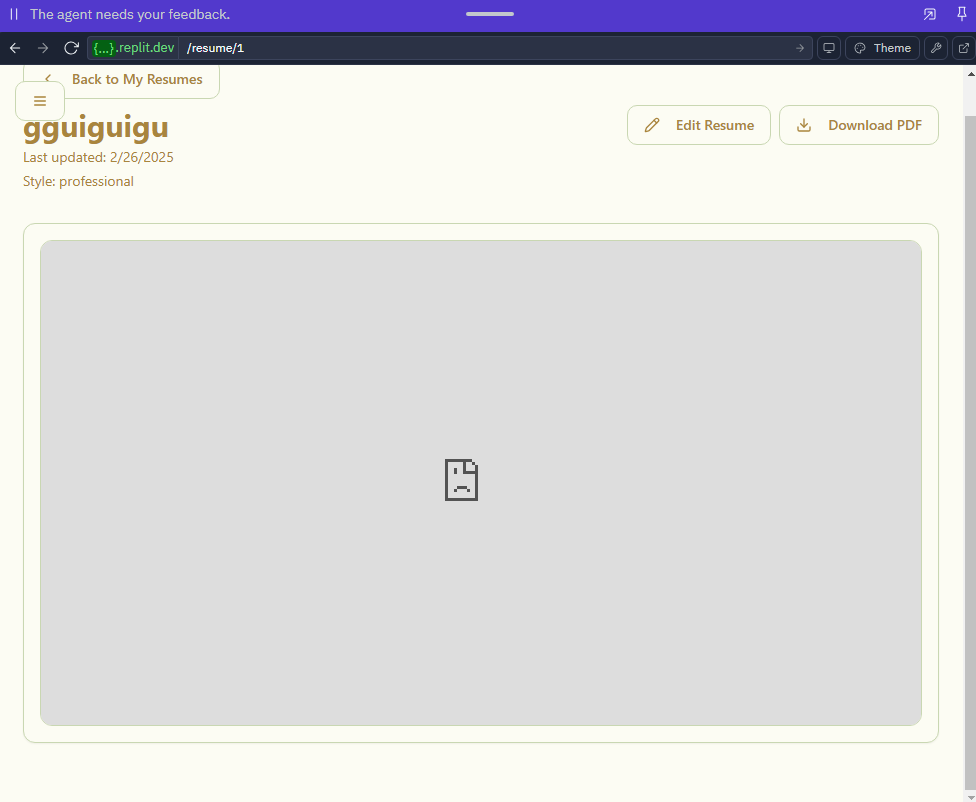 The agent needs your feedback.
{...}.replit.dev /resume/1
Theme
Back to My Resumes
gguiguigu
Edit Resume
Download PDF
Last updated: 2/26/2025
Style: professional